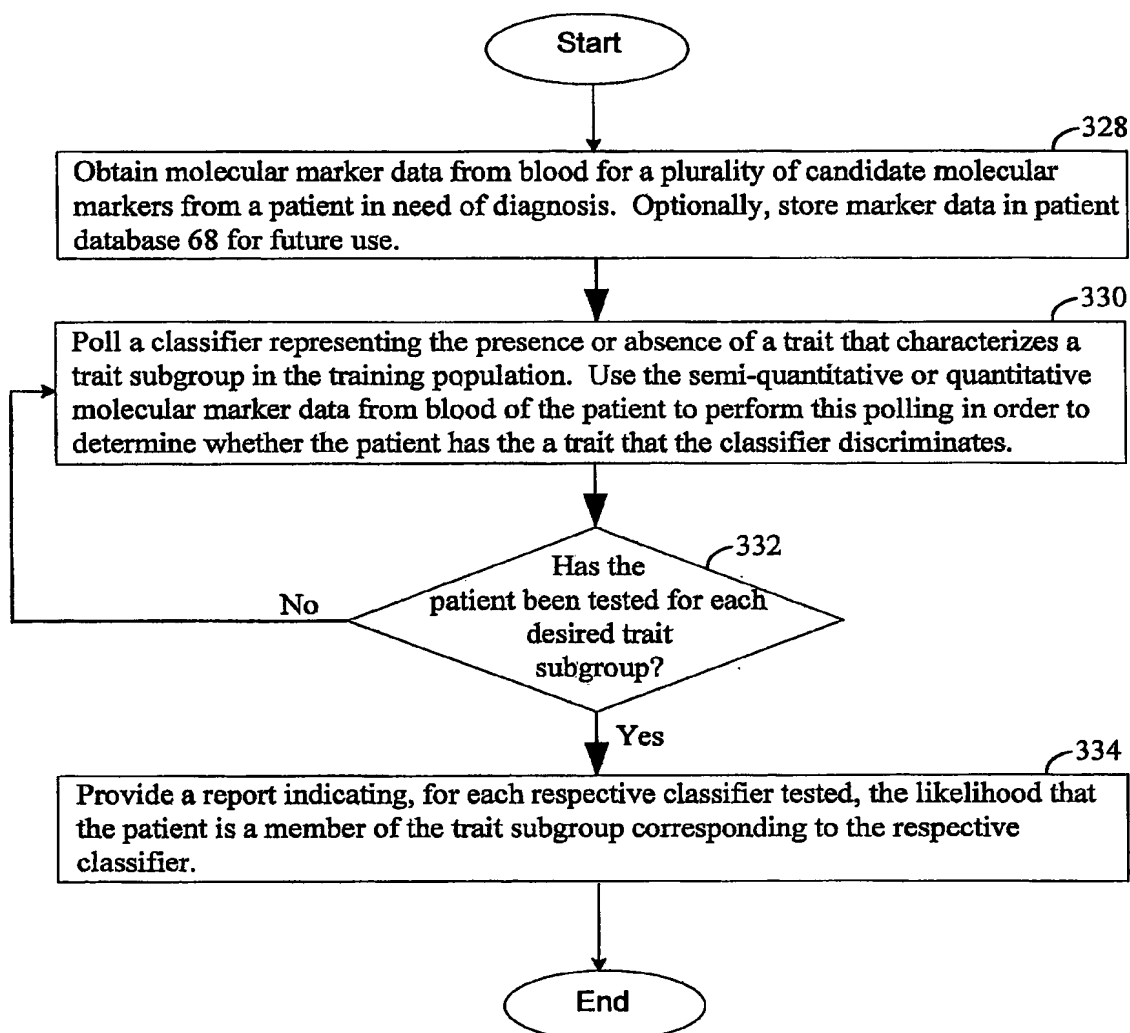 Start
328
Obtain molecular marker data from blood for a plurality of candidate molecular
markers from a patient in need of diagnosis. Optionally, store marker data in patient
database 68 for future use.
330
Poll a classifier representing the presence or absence of a trait that characterizes a
trait subgroup in the training population. Use the semi-quantitative or quantitative
molecular marker data from blood of the patient to perform this polling in order to
determine whether the patient has the a trait that the classifier discriminates.
332
Has the
patient been tested for each
desired trait
subgroup?
No
Yes
334
Provide a report indicating, for each respective classifier tested, the likelihood that
the patient is a member of the trait subgroup corresponding to the respective
classifier.
End